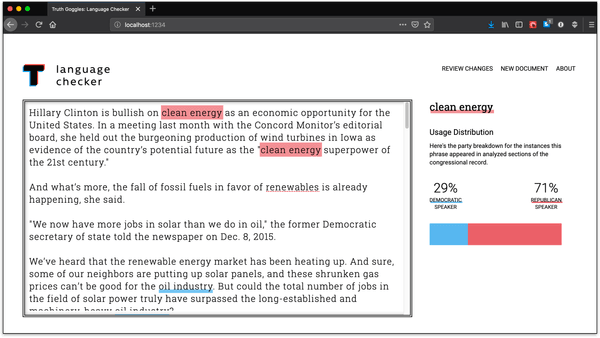 Truth Goggles: Language Checker
localhost:1234
T language
checker
REVIEW CHANGES NEW DOCUMENT ABOUT
Hillary Clinton is bullish on clean energy as an economic opportunity for the
United States. In a meeting last month with the Concord Monitor's editorial
board, she held out the burgeoning production of wind turbines in Iowa as
evidence of the country's potential future as the "clean energy superpower of
the 21st century."
And what's more, the fall of fossil fuels in favor of renewables is already
happening, she said.
"We now have more jobs in solar than we do in oil," the former Democratic
secretary of state told the newspaper on Dec. 8, 2015.
We've heard that the renewable energy market has been heating up. And sure,
some of our neighbors are putting up solar panels, and these shrunken gas
prices can't be good for the oil industry. But could the total number of jobs in
the field of solar power truly have surpassed the long-established and
machinery-heavy oil industry?
clean energy
Usage Distribution
Here's the party breakdown for the instances this
phrase appeared in analyzed sections of the
congressional record.
29% 71%
DEMOCRATIC REPUBLICAN
SPEAKER SPEAKER